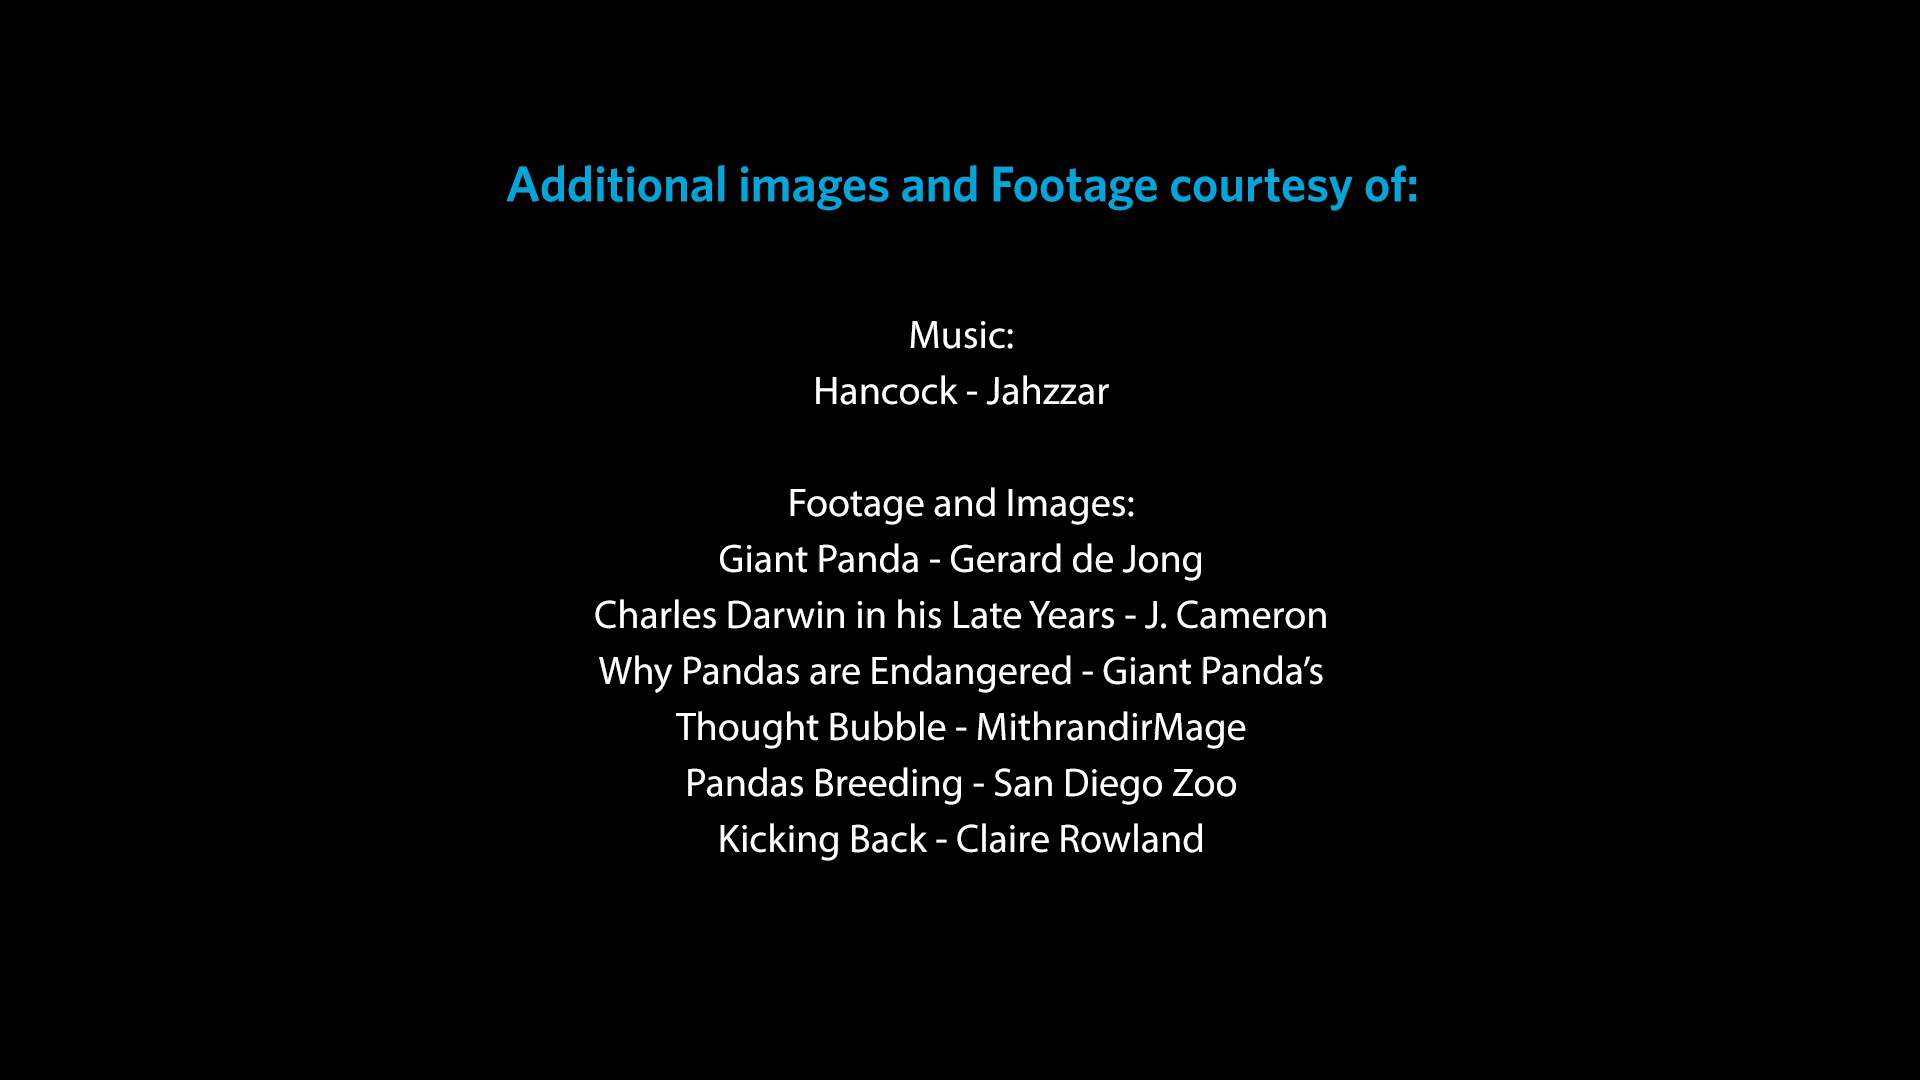 Additional images and Footage courtesy of:
Music:
Hancock - Jahzzar
Footage and Images:
Giant Panda - Gerard de Jong
Charles Darwin in his Late Years - J. Cameron
Why Pandas are Endangered - Giant Panda’s
Thought Bubble - MithrandirMage
Pandas Breeding - San Diego Zoo
Kicking Back - Claire Rowland